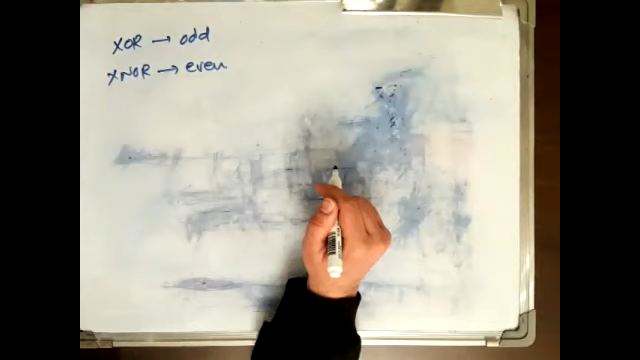 XOR → odd
XNOR → even